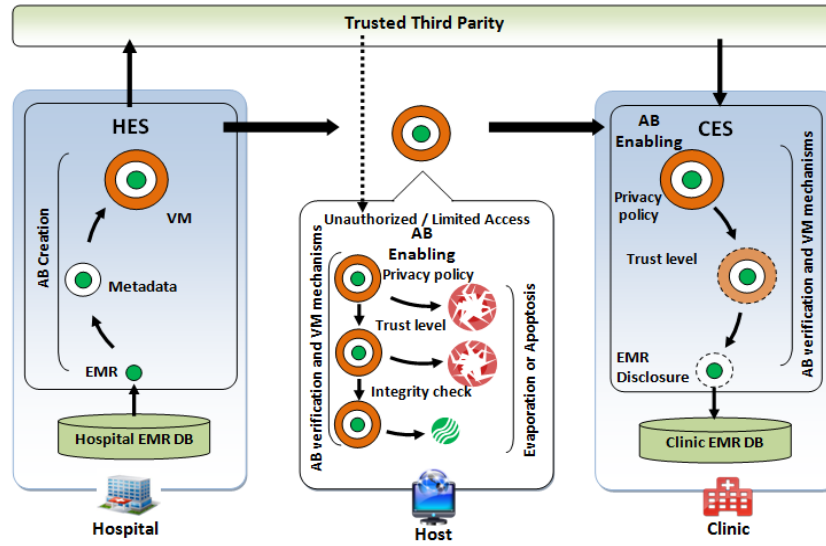 Trusted Third Parity
HES
AB Creation
VM
Metadata
EMR
Hospital EMR DB
Hospital
Unauthorized / Limited Access
AB
Enabling
Privacy policy
Trust level
Integrity check
AB verification and VM mechanisms
Evaporation or Apoptosis
Host
AB
Enabling
CES
Privacy
policy
Trust level
EMR
Disclosure
AB verification and VM mechanisms
Clinic EMR DB
Clinic